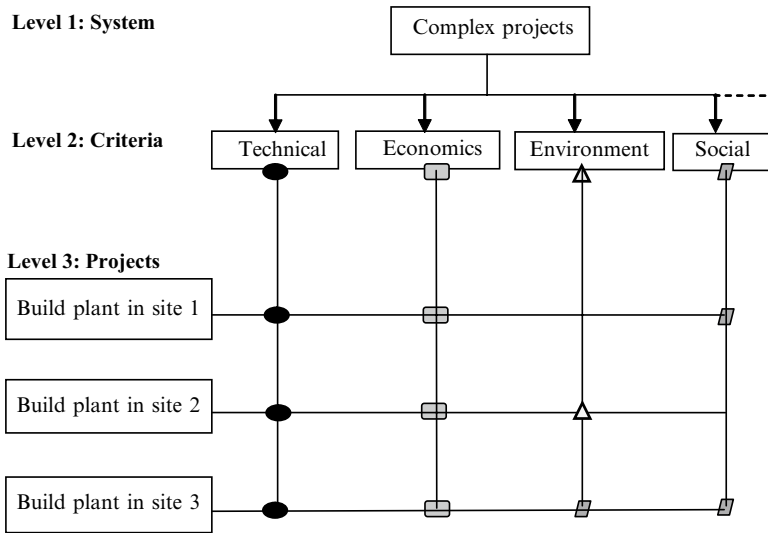 Level 1: System
Complex projects
Level 2: Criteria
Technical
Economics
Environment
Social
Level 3: Projects
Build plant in site 1
Build plant in site 2
Build plant in site 3